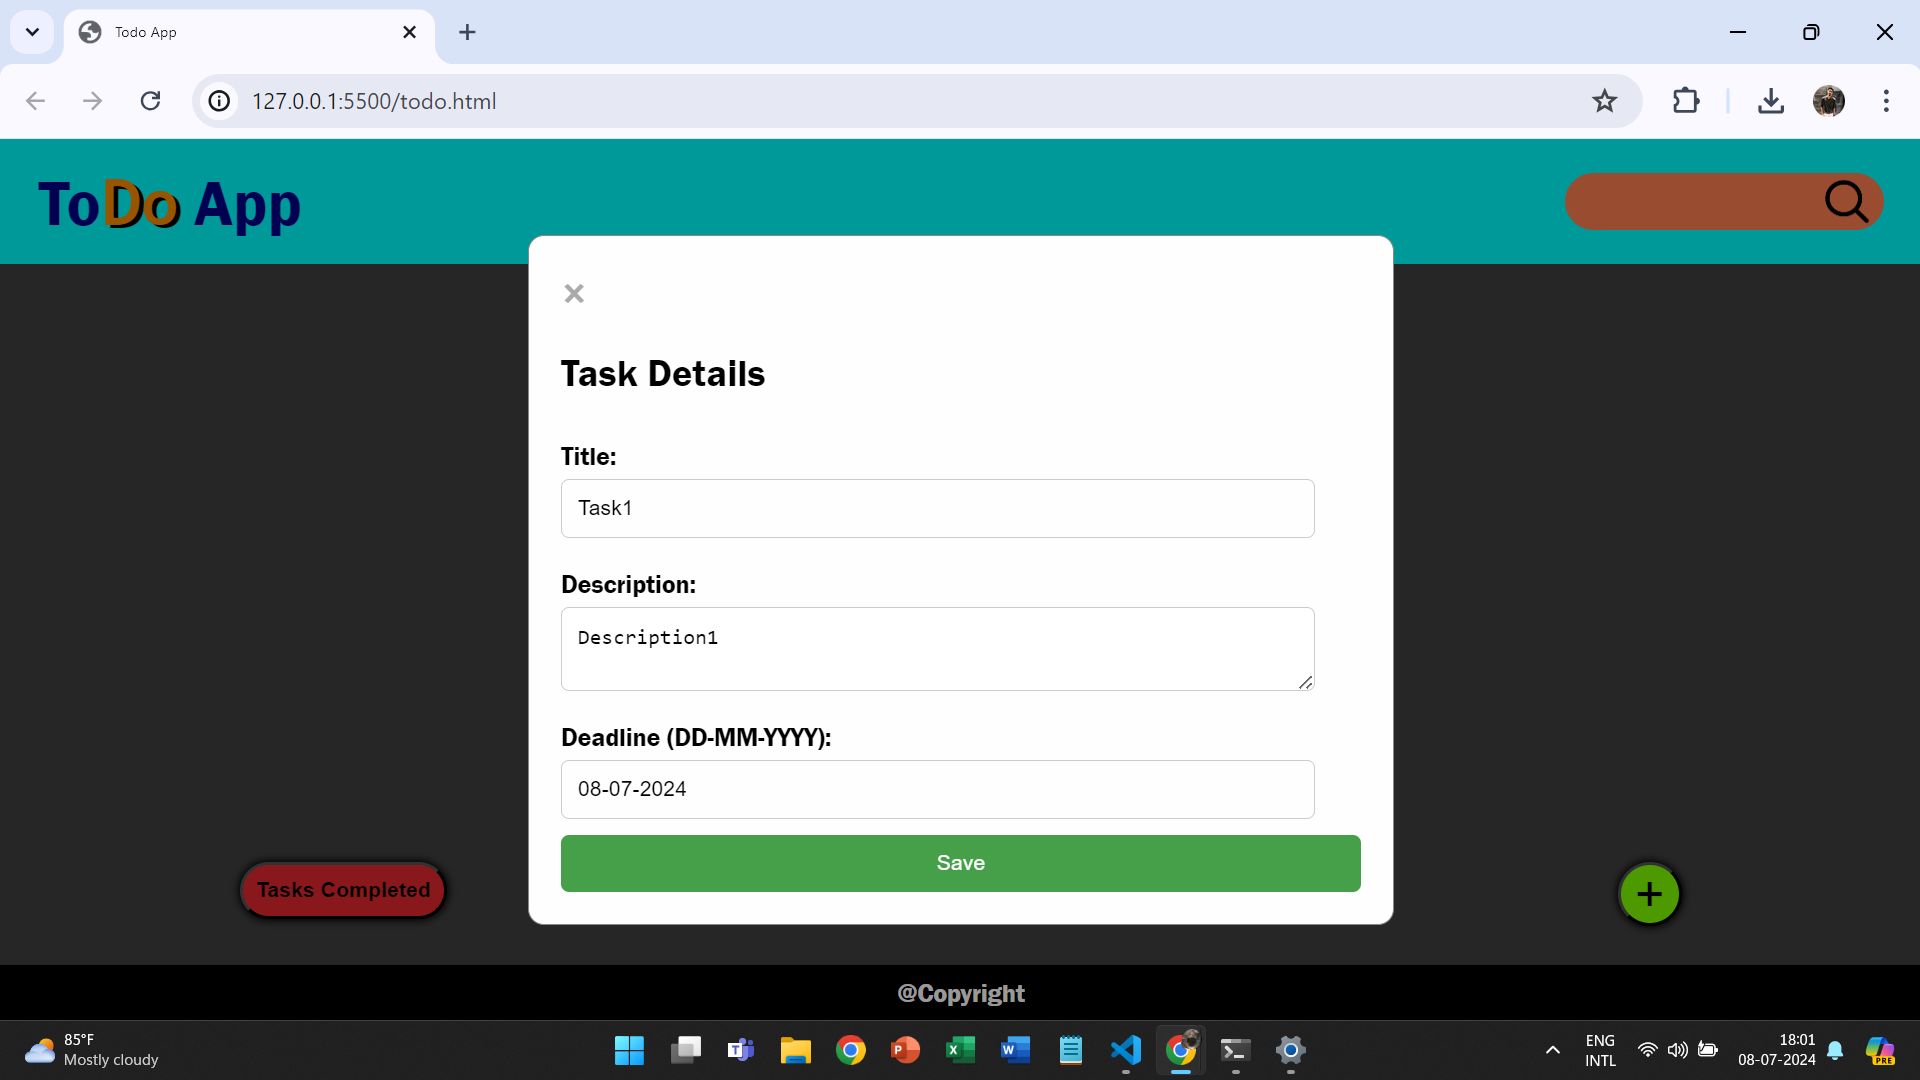 Todo App
127.0.0.1:5500/todo.html
ToDo App
×
Task Details
Title:
Task1
Description:
Description1
Deadline (DD-MM-YYYY):
08-07-2024
Save
Tasks Completed
+
@Copyright
85°F
Mostly cloudy
ENG
INTL
18:01
08-07-2024
PRE